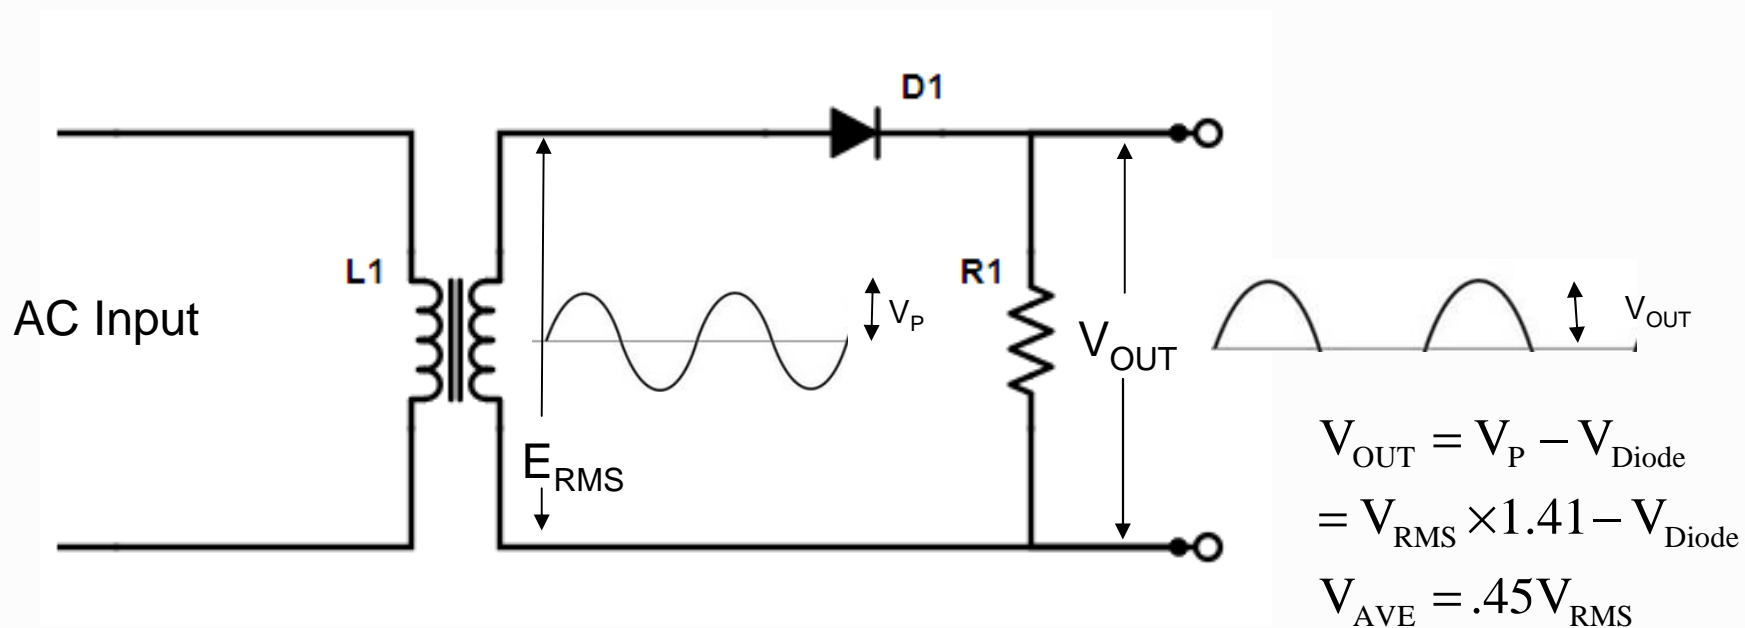 D1
L1
R1
AC Input
V_P
V_OUT
V_OUT
E_RMS
V_OUT = V_P − V_Diode
= V_RMS ×1.41− V_Diode
V_AVE = .45V_RMS